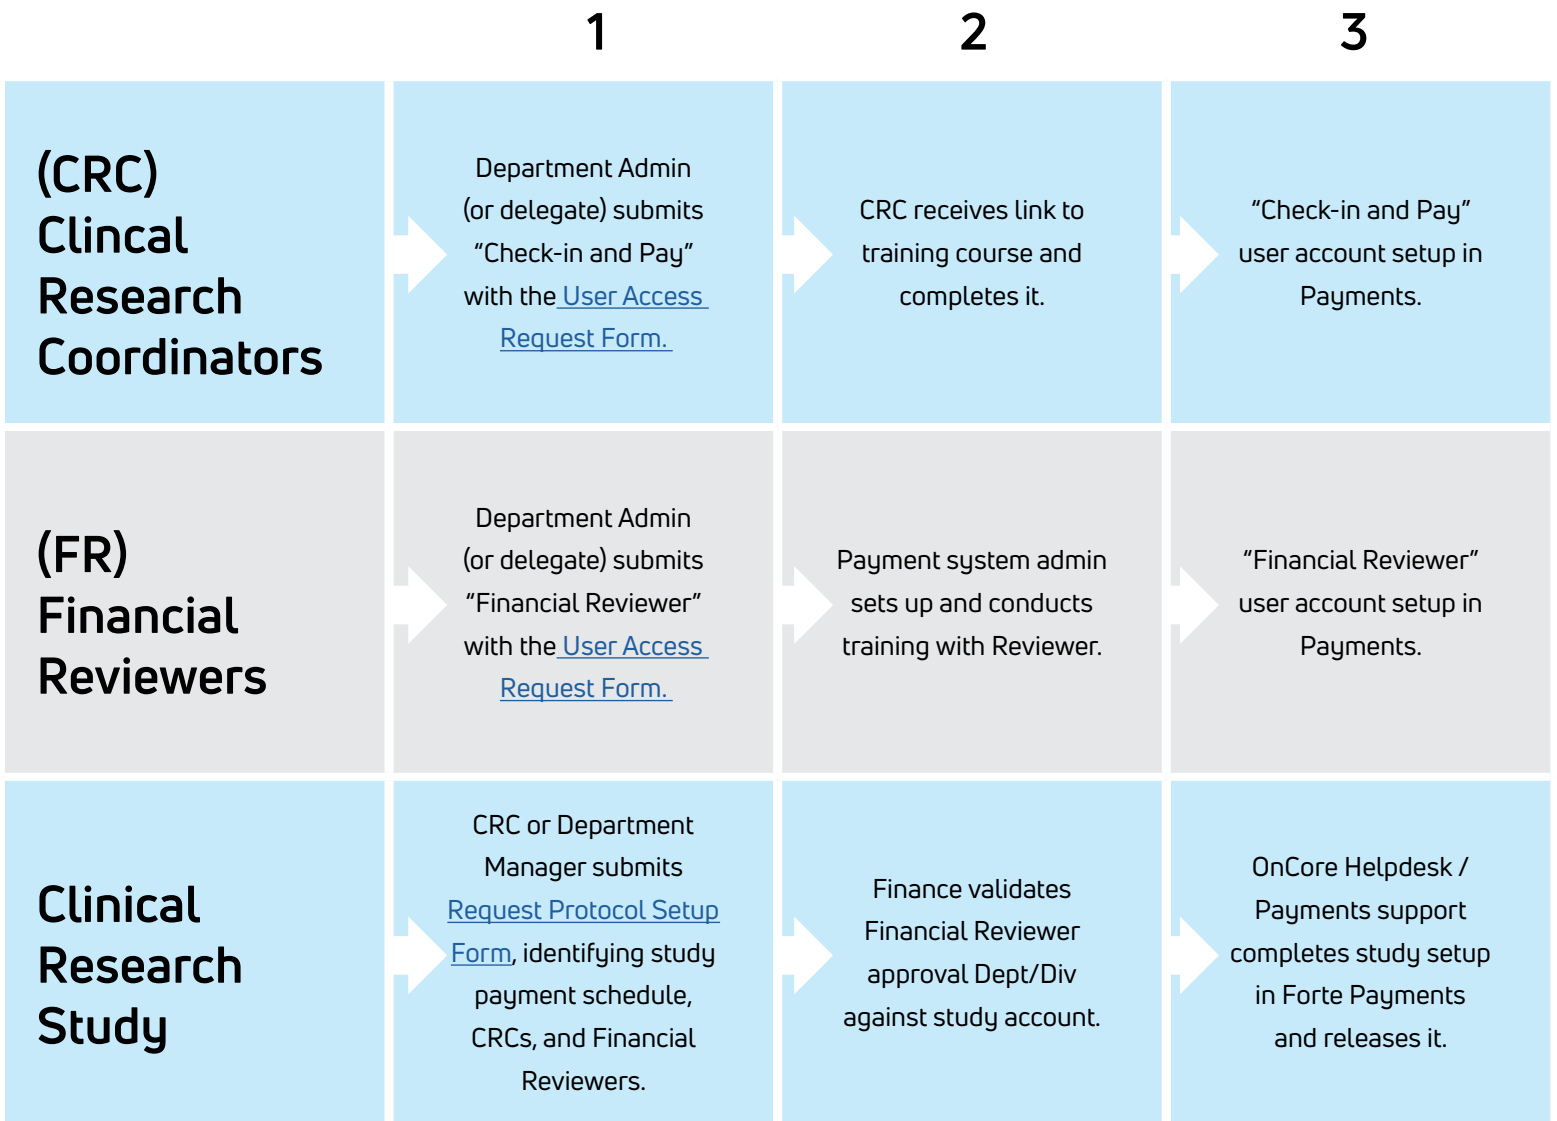 1
2
3
(CRC)
Clincal
Research
Coordinators
Department Admin
(or delegate) submits
“Check-in and Pay”
with the User Access
Request Form.
CRC receives link to
training course and
completes it.
“Check-in and Pay”
user account setup in
Payments.
(FR)
Financial
Reviewers
Department Admin
(or delegate) submits
“Financial Reviewer”
with the User Access
Request Form.
Payment system admin
sets up and conducts
training with Reviewer.
“Financial Reviewer”
user account setup in
Payments.
Clinical
Research
Study
CRC or Department
Manager submits
Request Protocol Setup
Form, identifying study
payment schedule,
CRCs, and Financial
Reviewers.
Finance validates
Financial Reviewer
approval Dept/Div
against study account.
OnCore Helpdesk /
Payments support
completes study setup
in Forte Payments
and releases it.